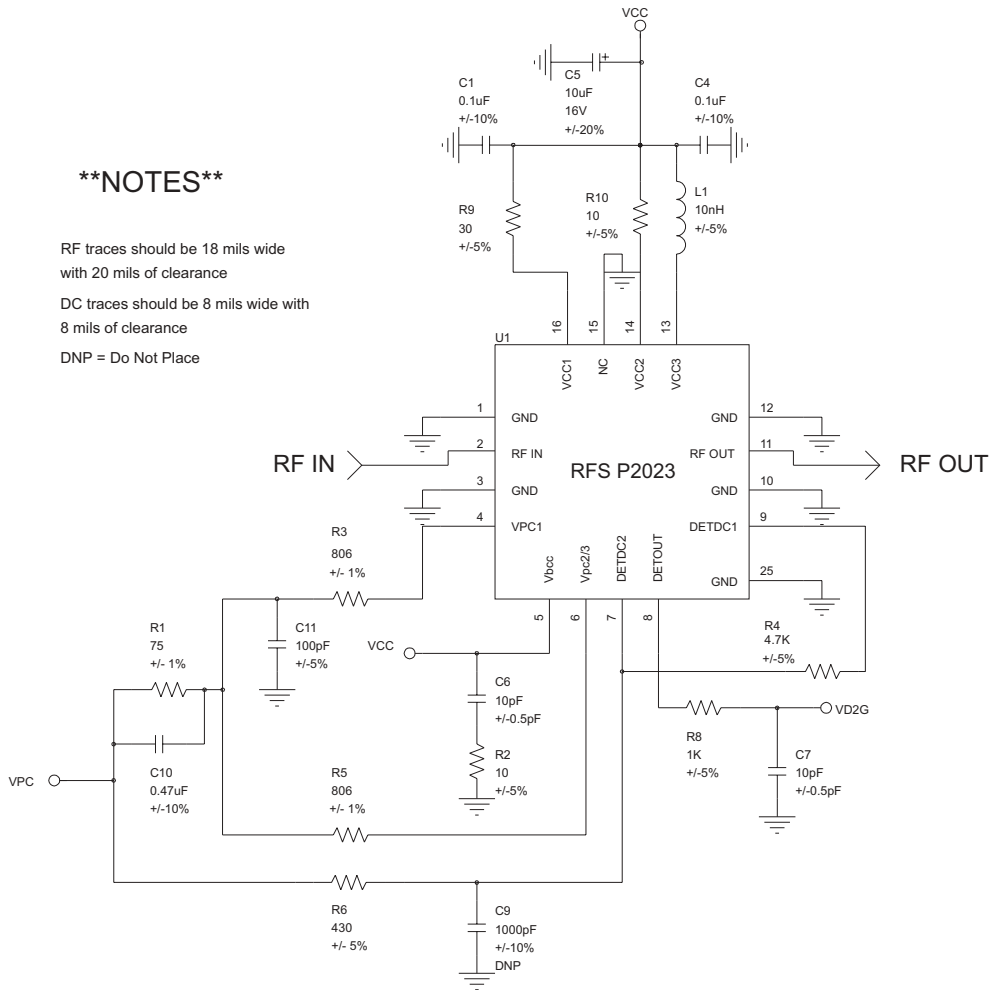 VCC
C5
10uF
16V
+/-20%
+
C1
0.1uF
+/-10%
C4
0.1uF
+/-10%
**NOTES**
RF traces should be 18 mils wide
with 20 mils of clearance
DC traces should be 8 mils wide with
8 mils of clearance
DNP = Do Not Place
R9
30
+/-5%
R10
10
+/-5%
L1
10nH
+/-5%
16
15
14
13
U1
VCC1
NC
VCC2
VCC3
1
GND
GND
12
RF IN
2
RF IN
RF OUT
11
RF OUT
RFS P2023
3
GND
GND
10
4
VPC1
DETDC1
9
Vbcc
Vpc2/3
DETDC2
DETOUT
GND
25
5
6
7
8
R3
806
+/- 1%
C11
100pF
+/-5%
R1
75
+/- 1%
C10
0.47uF
+/-10%
VPC
VCC
C6
10pF
+/-0.5pF
R2
10
+/-5%
R4
4.7K
+/-5%
VD2G
R8
1K
+/-5%
C7
10pF
+/-0.5pF
R5
806
+/- 1%
R6
430
+/- 5%
C9
1000pF
+/-10%
DNP